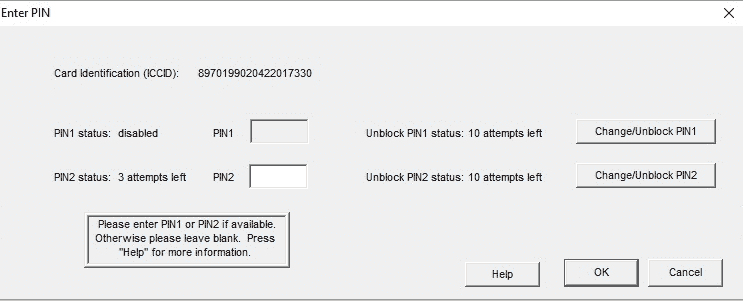 Enter PIN
Card Identification (ICCID): 8970199020422017330
PIN1 status: disabled PIN1 Unblock PIN1 status: 10 attempts left Change/Unblock PIN1
PIN2 status: 3 attempts left PIN2 Unblock PIN2 status: 10 attempts left Change/Unblock PIN2
Please enter PIN1 or PIN2 if available.
Otherwise please leave blank. Press
"Help" for more information.
Help OK Cancel